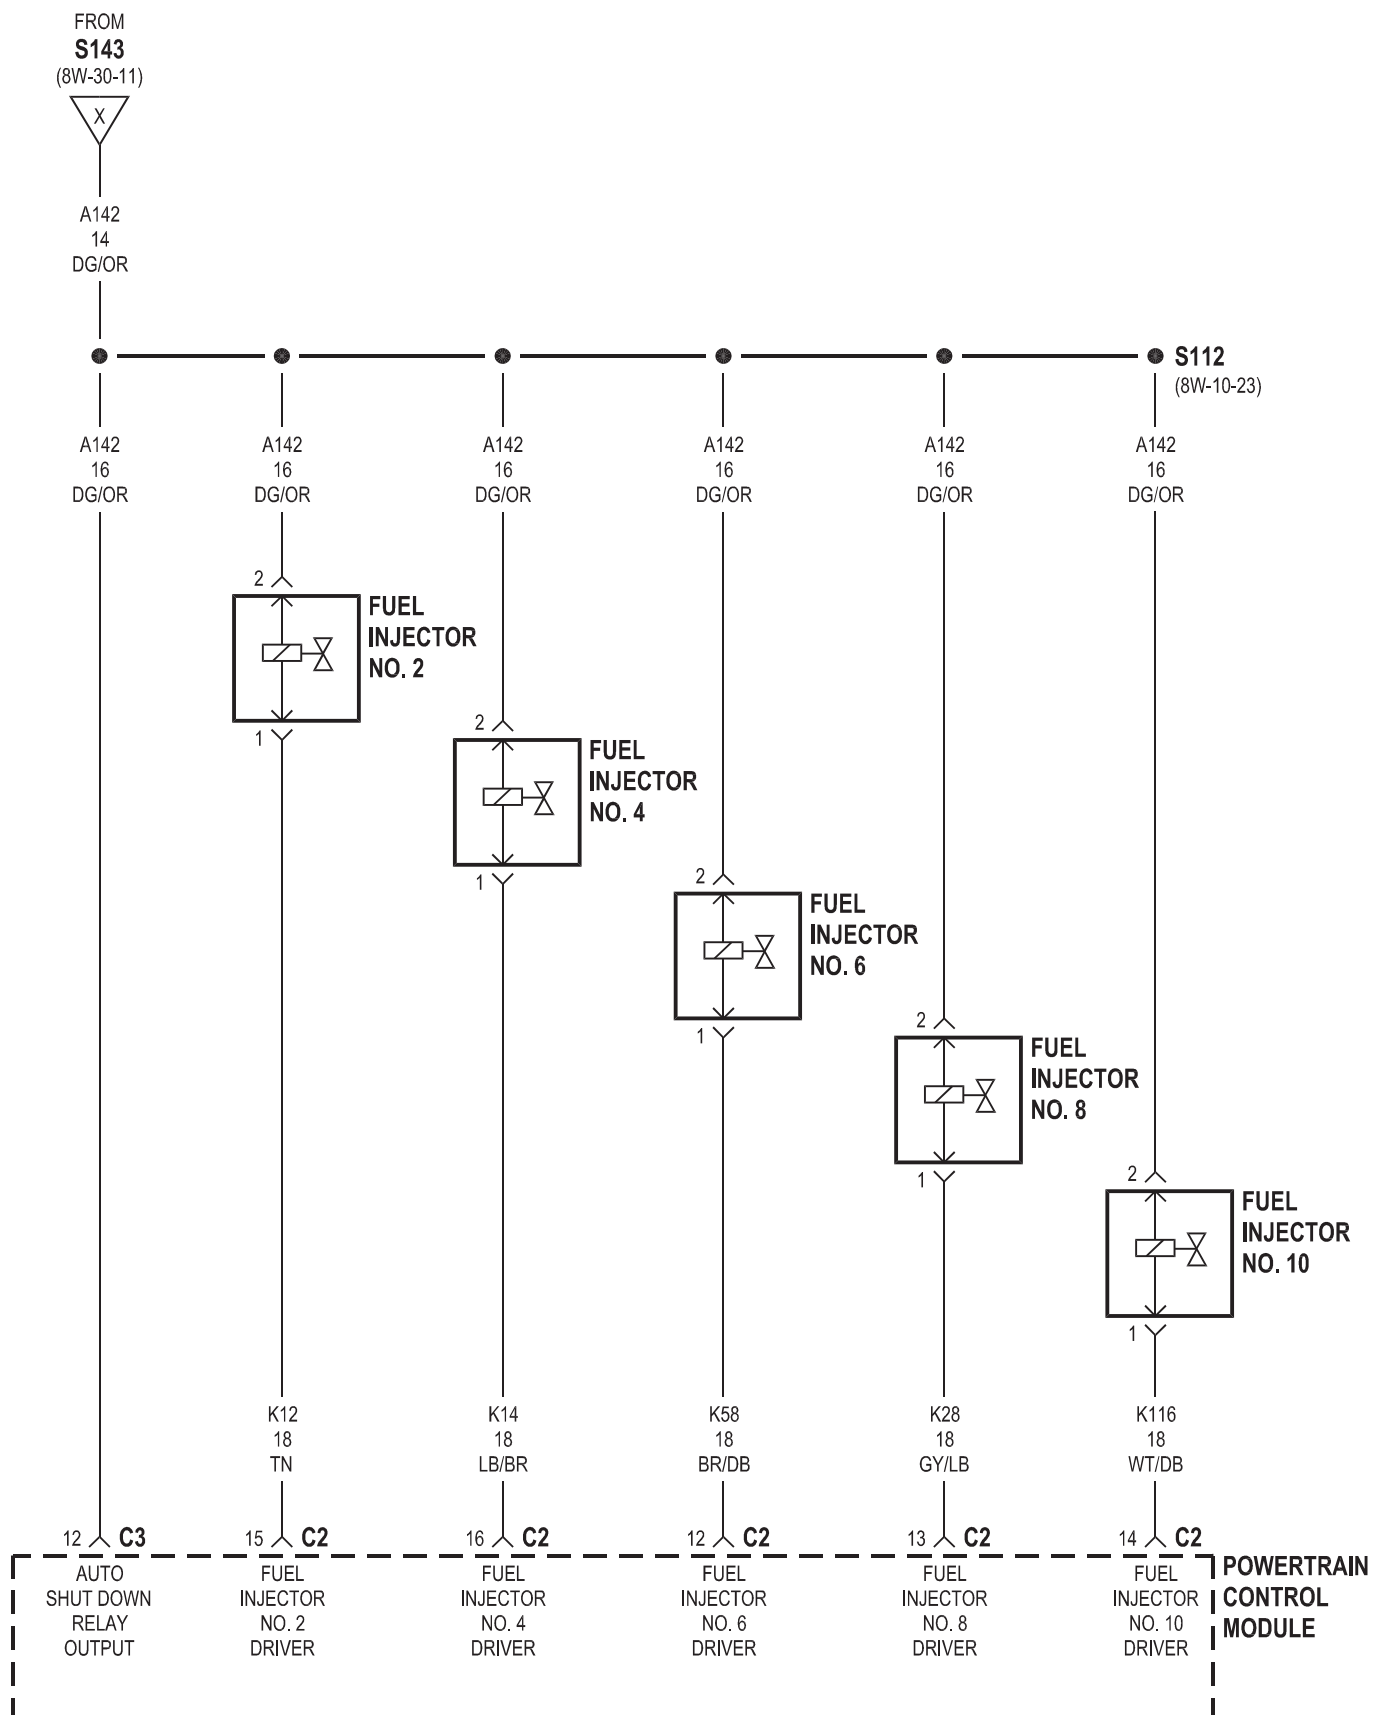 FROM
S143
(8W-30-11)
X
A142
14
DG/OR
S112
(8W-10-23)
A142 A142 A142 A142 A142 A142
16 16 16 16 16 16
DG/OR DG/OR DG/OR DG/OR DG/OR DG/OR
2
FUEL
INJECTOR
NO. 2
1
2
FUEL
INJECTOR
NO. 4
1
2
FUEL
INJECTOR
NO. 6
1
2
FUEL
INJECTOR
NO. 8
1
2
FUEL
INJECTOR
NO. 10
1
K12 K14 K58 K28 K116
18 18 18 18 18
TN LB/BR BR/DB GY/LB WT/DB
12 C3 15 C2 16 C2 12 C2 13 C2 14 C2
AUTO
SHUT DOWN
RELAY
OUTPUT
FUEL
INJECTOR
NO. 2
DRIVER
FUEL
INJECTOR
NO. 4
DRIVER
FUEL
INJECTOR
NO. 6
DRIVER
FUEL
INJECTOR
NO. 8
DRIVER
FUEL
INJECTOR
NO. 10
DRIVER
POWERTRAIN
CONTROL
MODULE